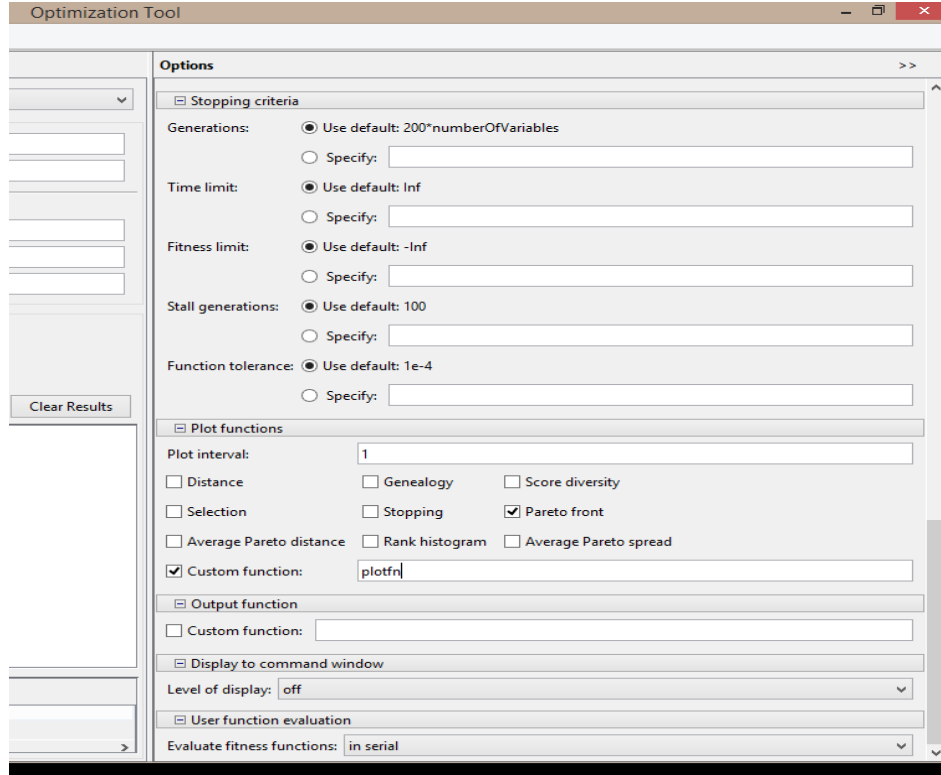 Optimization Tool
Options >>
Stopping criteria
Generations: Use default: 200*numberOfVariables
Specify:
Time limit: Use default: Inf
Specify:
Fitness limit: Use default: -Inf
Specify:
Stall generations: Use default: 100
Specify:
Function tolerance: Use default: 1e-4
Specify:
Clear Results
Plot functions
Plot interval: 1
Distance Genealogy Score diversity
Selection Stopping Pareto front
Average Pareto distance Rank histogram Average Pareto spread
Custom function: plotfn
Output function
Custom function:
Display to command window
Level of display: off
User function evaluation
Evaluate fitness functions: in serial